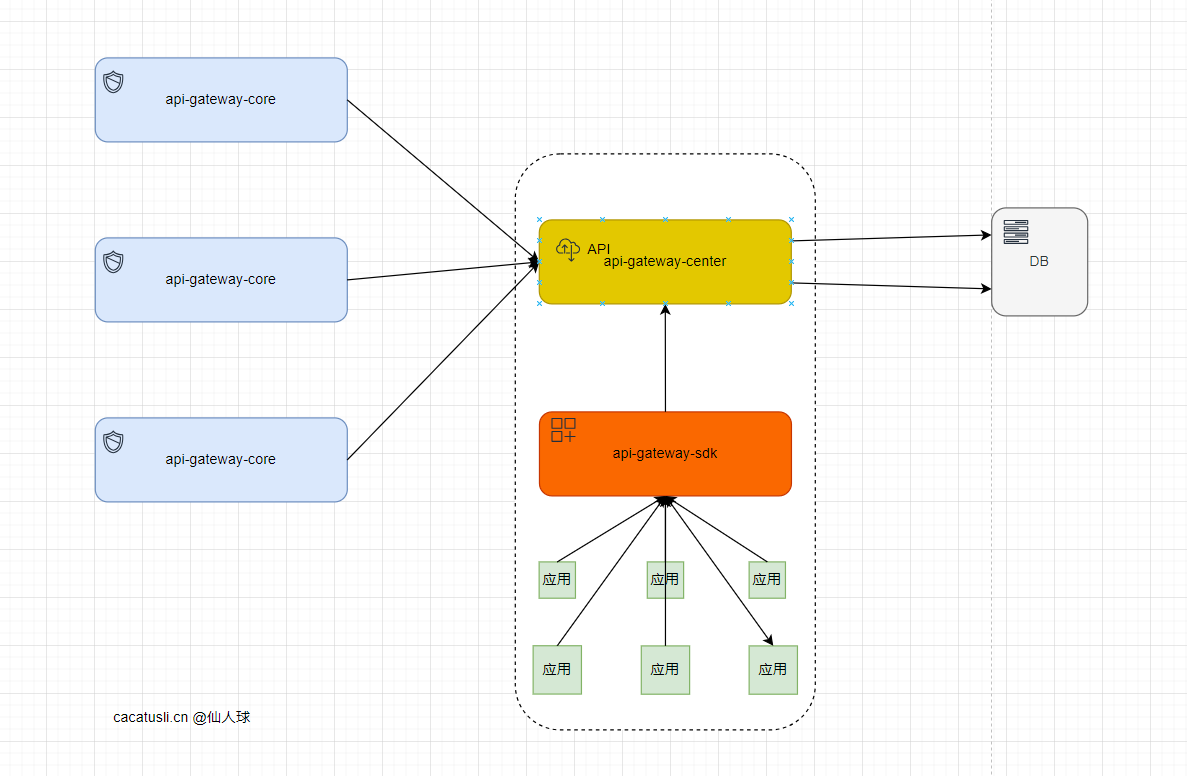 api-gateway-core
api-gateway-core
api-gateway-core
API
api-gateway-center
DB
api-gateway-sdk
应用
应用
应用
应用
应用
应用
cacatusli.cn @仙人球